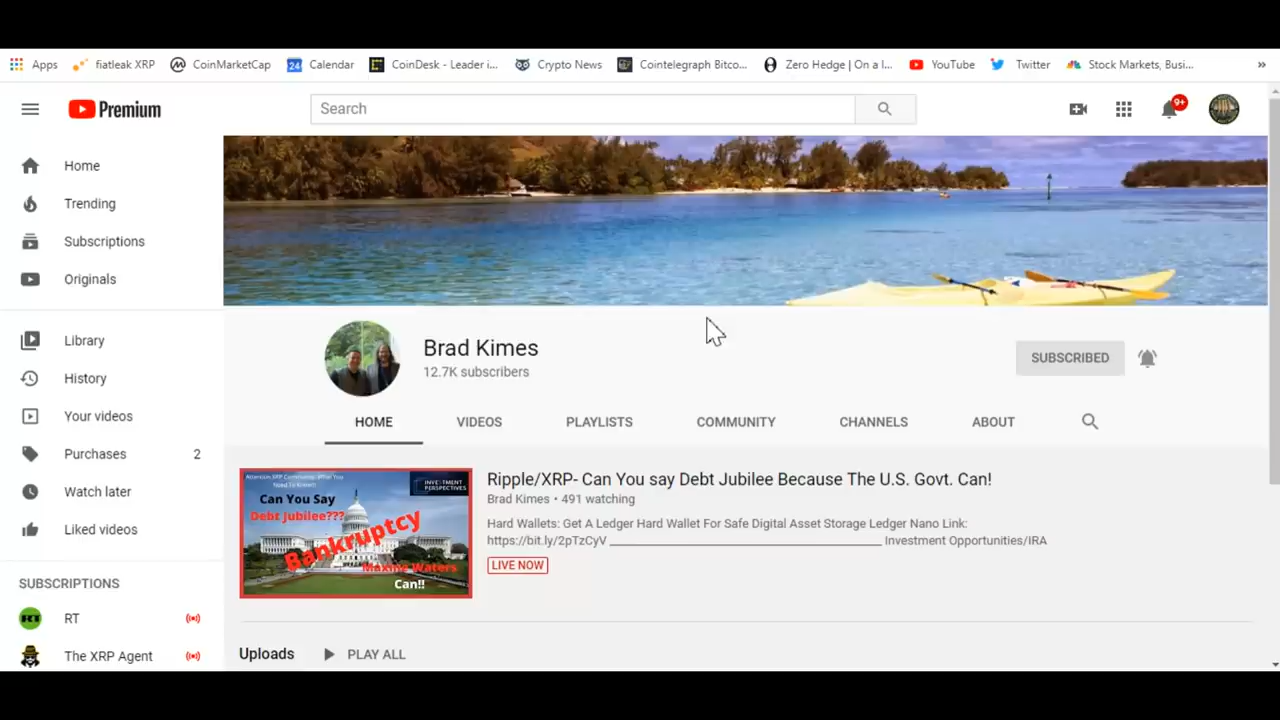 Apps fiatleak XRP CoinMarketCap 24 Calendar CoinDesk - Leader i... Crypto News Cointelegraph Bitco... Zero Hedge | On a l... YouTube Twitter Stock Markets, Busi... »
Premium
Search
9+
Home
Trending
Subscriptions
Originals
Library
History
Your videos
Purchases 2
Watch later
Liked videos
SUBSCRIPTIONS
RT
RT
The XRP Agent
Brad Kimes
12.7K subscribers
SUBSCRIBED
HOME VIDEOS PLAYLISTS COMMUNITY CHANNELS ABOUT
Attention XRP Community- What You
Need To Know!!
INVESTMENT
PERSPECTIVES
Can You Say
Debt Jubilee???
Bankruptcy
Maxine Waters
Can!!
Ripple/XRP- Can You say Debt Jubilee Because The U.S. Govt. Can!
Brad Kimes • 491 watching
Hard Wallets: Get A Ledger Hard Wallet For Safe Digital Asset Storage Ledger Nano Link:
https://bit.ly/2pTzCyV ________________________________________ Investment Opportunities/IRA
LIVE NOW
Uploads PLAY ALL